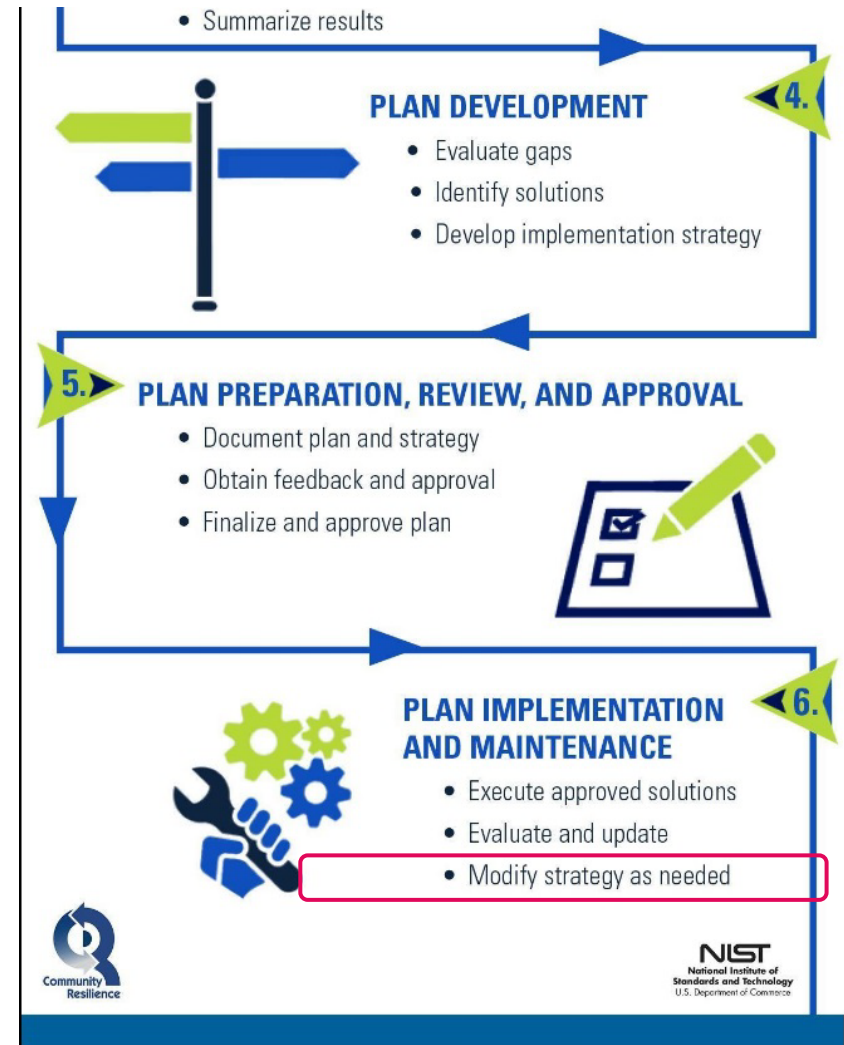 • Summarize results
4.
PLAN DEVELOPMENT
• Evaluate gaps
• Identify solutions
• Develop implementation strategy
5.
PLAN PREPARATION, REVIEW, AND APPROVAL
• Document plan and strategy
• Obtain feedback and approval
• Finalize and approve plan
6.
PLAN IMPLEMENTATION
AND MAINTENANCE
• Execute approved solutions
• Evaluate and update
• Modify strategy as needed
Community
Resilience
NIST
National Institute of
Standards and Technology
U.S. Department of Commerce